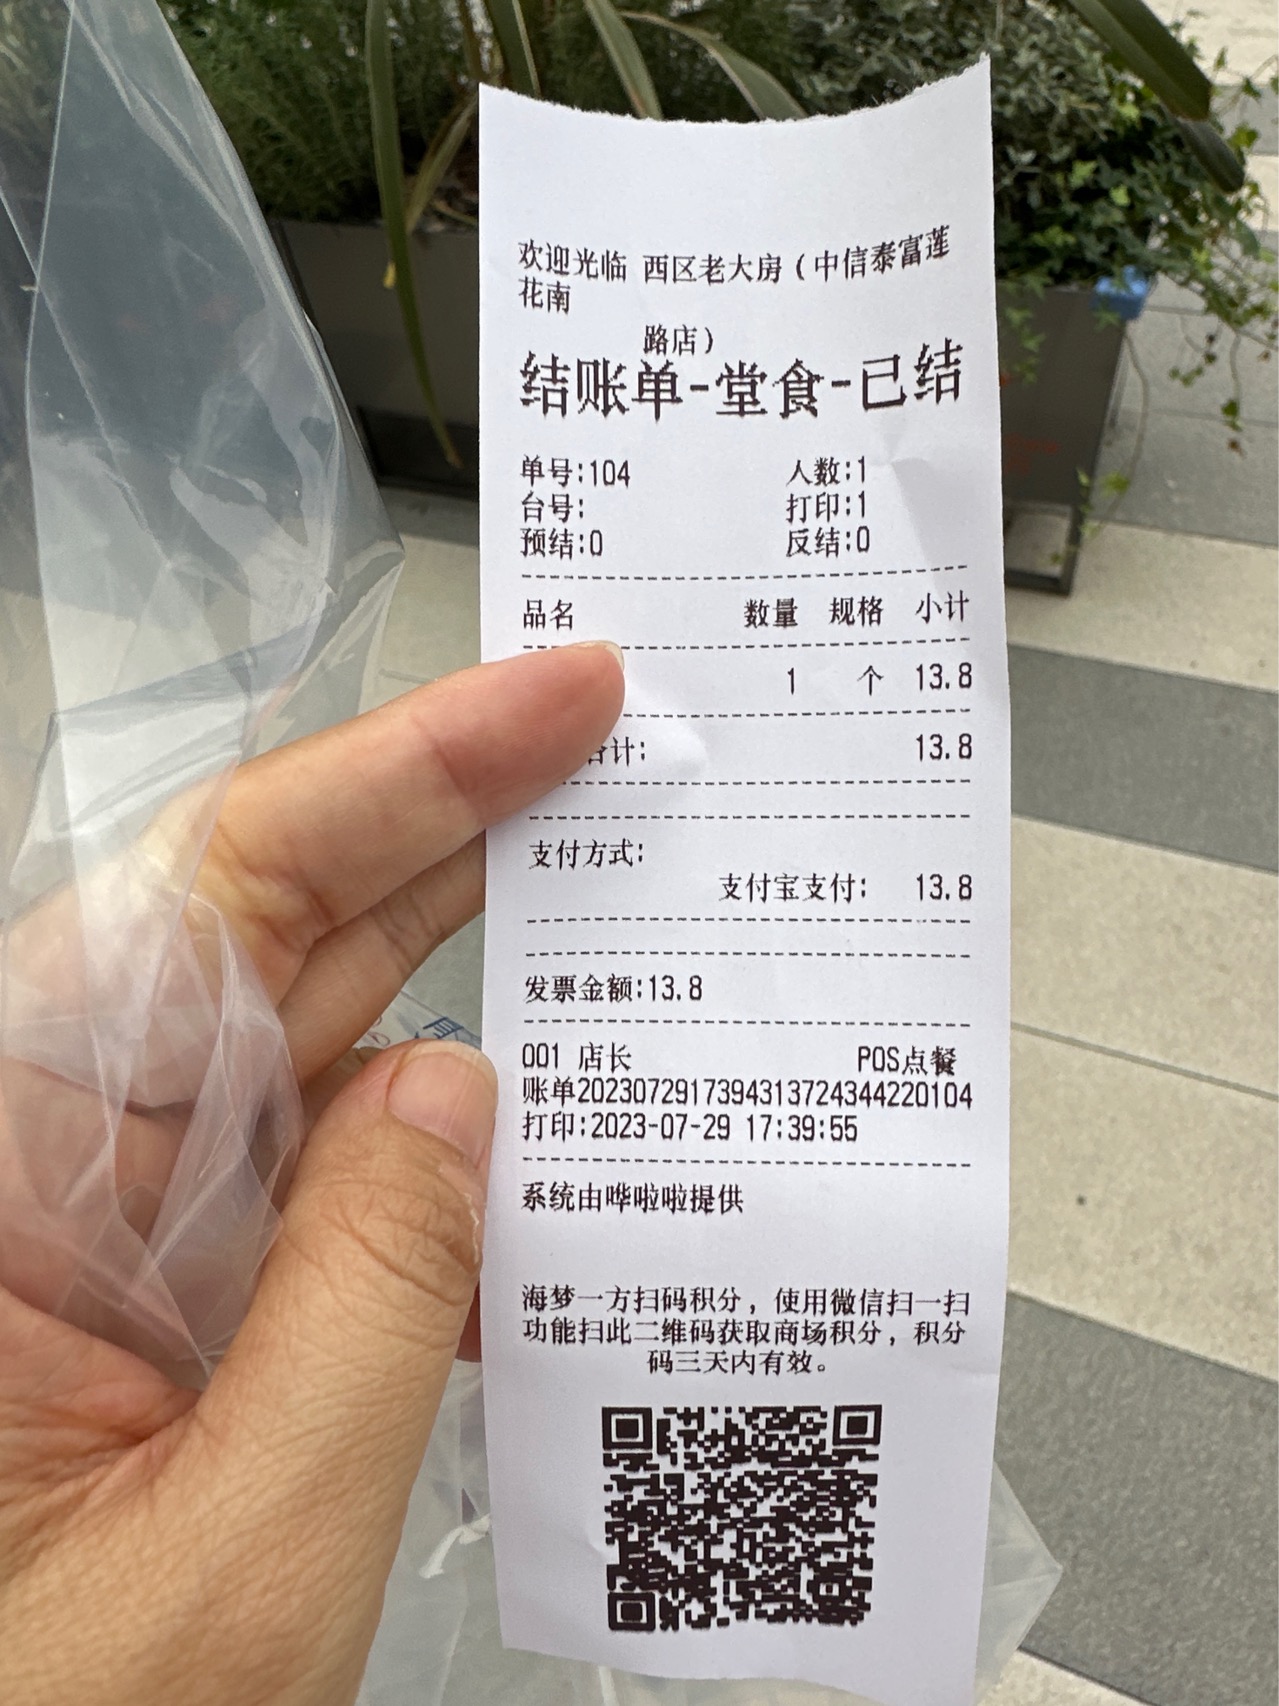 欢迎光临 西区老大房（中信泰富莲
花南
路店）
结账单-堂食-已结
单号:104 人数:1
台号: 打印:1
预结:0 反结:0
品名 数量 规格 小计
1 个 13.8
合计: 13.8
支付方式:
支付宝支付: 13.8
发票金额:13.8
001 店长 POS点餐
账单20230729173943137243442​20104
打印:2023-07-29 17:39:55
系统由哗啦啦提供
海梦一方扫码积分，使用微信扫一扫
功能扫此二维码获取商场积分，积分
码三天内有效。